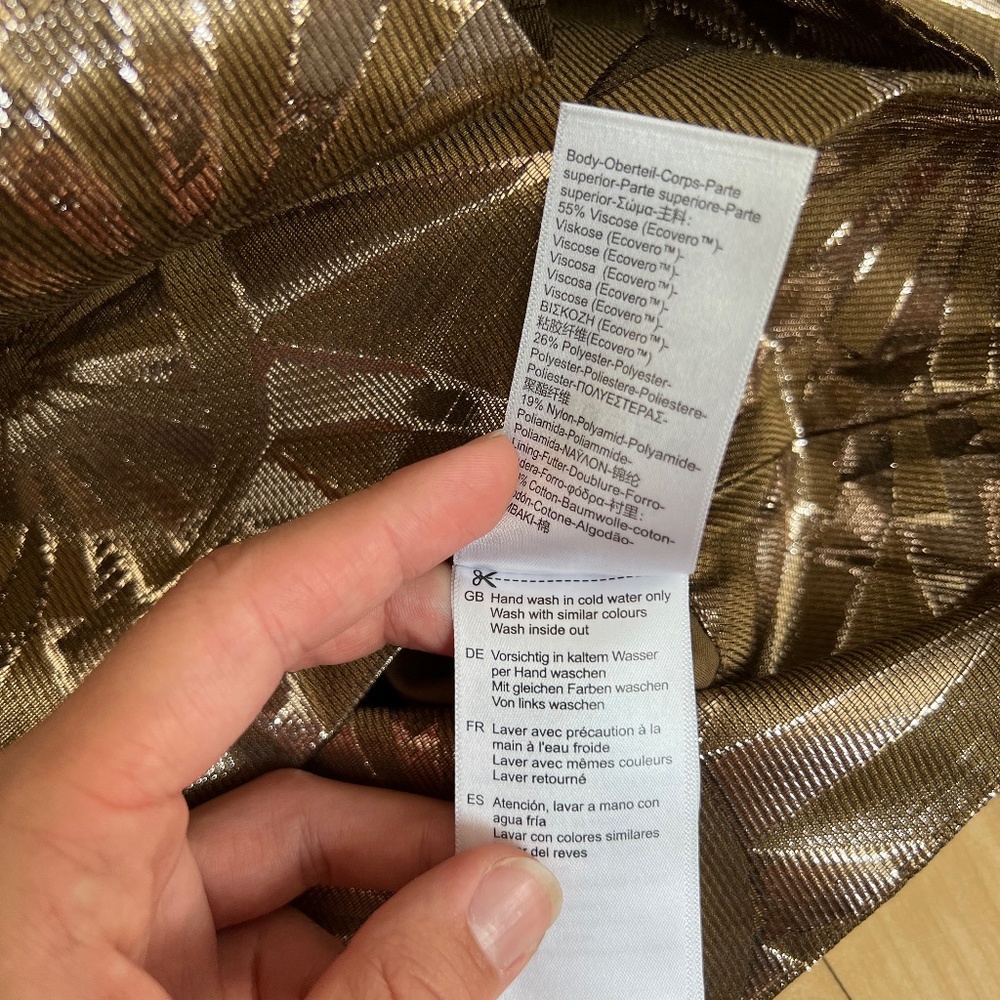 Body-Oberteil-Corps-Parte
superior-Parte superiore-Parte
superior-Σώμα-主料:
55% Viscose (Ecovero™)-
Viskose (Ecovero™)-
Viscose (Ecovero™)-
Viscosa (Ecovero™)-
Viscosa (Ecovero™)-
Viscose (Ecovero™)-
ΒΙΣΚΟΖΗ (Ecovero™)-
粘胶纤维(Ecovero™)
26% Polyester-Polyester-
Polyester-Poliestere-Poliestere-
Poliester-ΠΟΛΥΕΣΤΕΡΑΣ-
聚酯纤维
19% Nylon-Polyamid-Polyamide-
Poliamida-Poliammide-
Poliamida-ΝΑΫΛΟΝ-锦纶
Lining-Futter-Doublure-Forro-
Forro-φόδρα-衬里:
Cotton-Baumwolle-coton-
Cotone-Algodão-
棉
GB Hand wash in cold water only
Wash with similar colours
Wash inside out
DE Vorsichtig in kaltem Wasser
per Hand waschen
Mit gleichen Farben waschen
Von links waschen
FR Laver avec précaution à la
main à l'eau froide
Laver avec mêmes couleurs
Laver retourné
ES Atención, lavar a mano con
agua fría
Lavar con colores similares
del reves